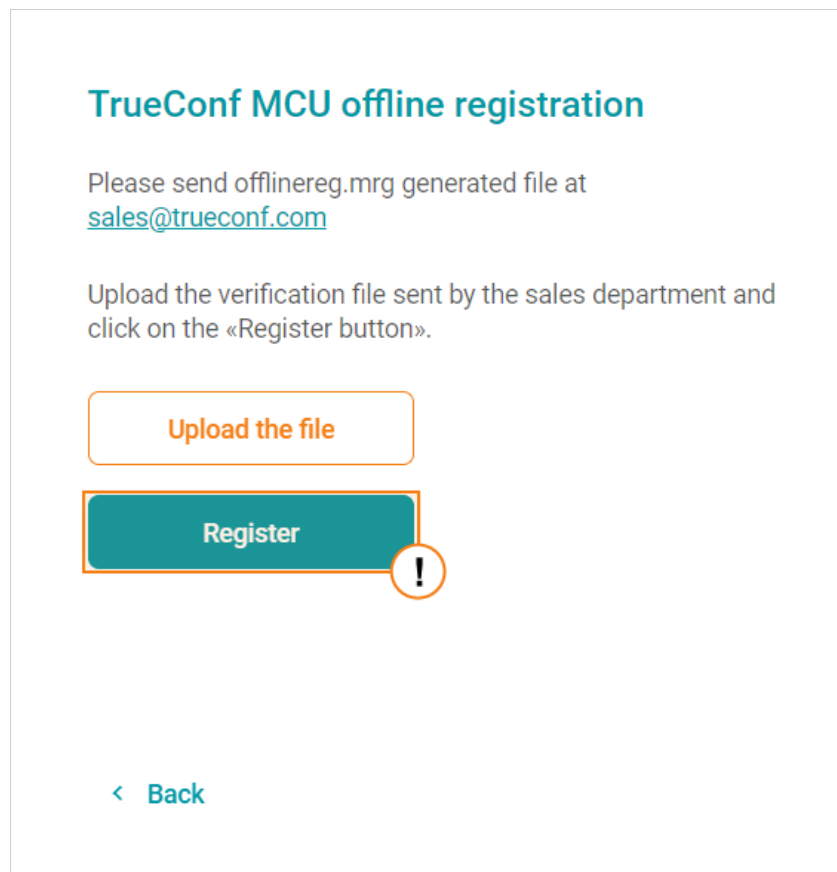 TrueConf MCU offline registration
Please send offlinereg.mrg generated file at
sales@trueconf.com
Upload the verification file sent by the sales department and
click on the «Register button».
Upload the file
Register
!
Back